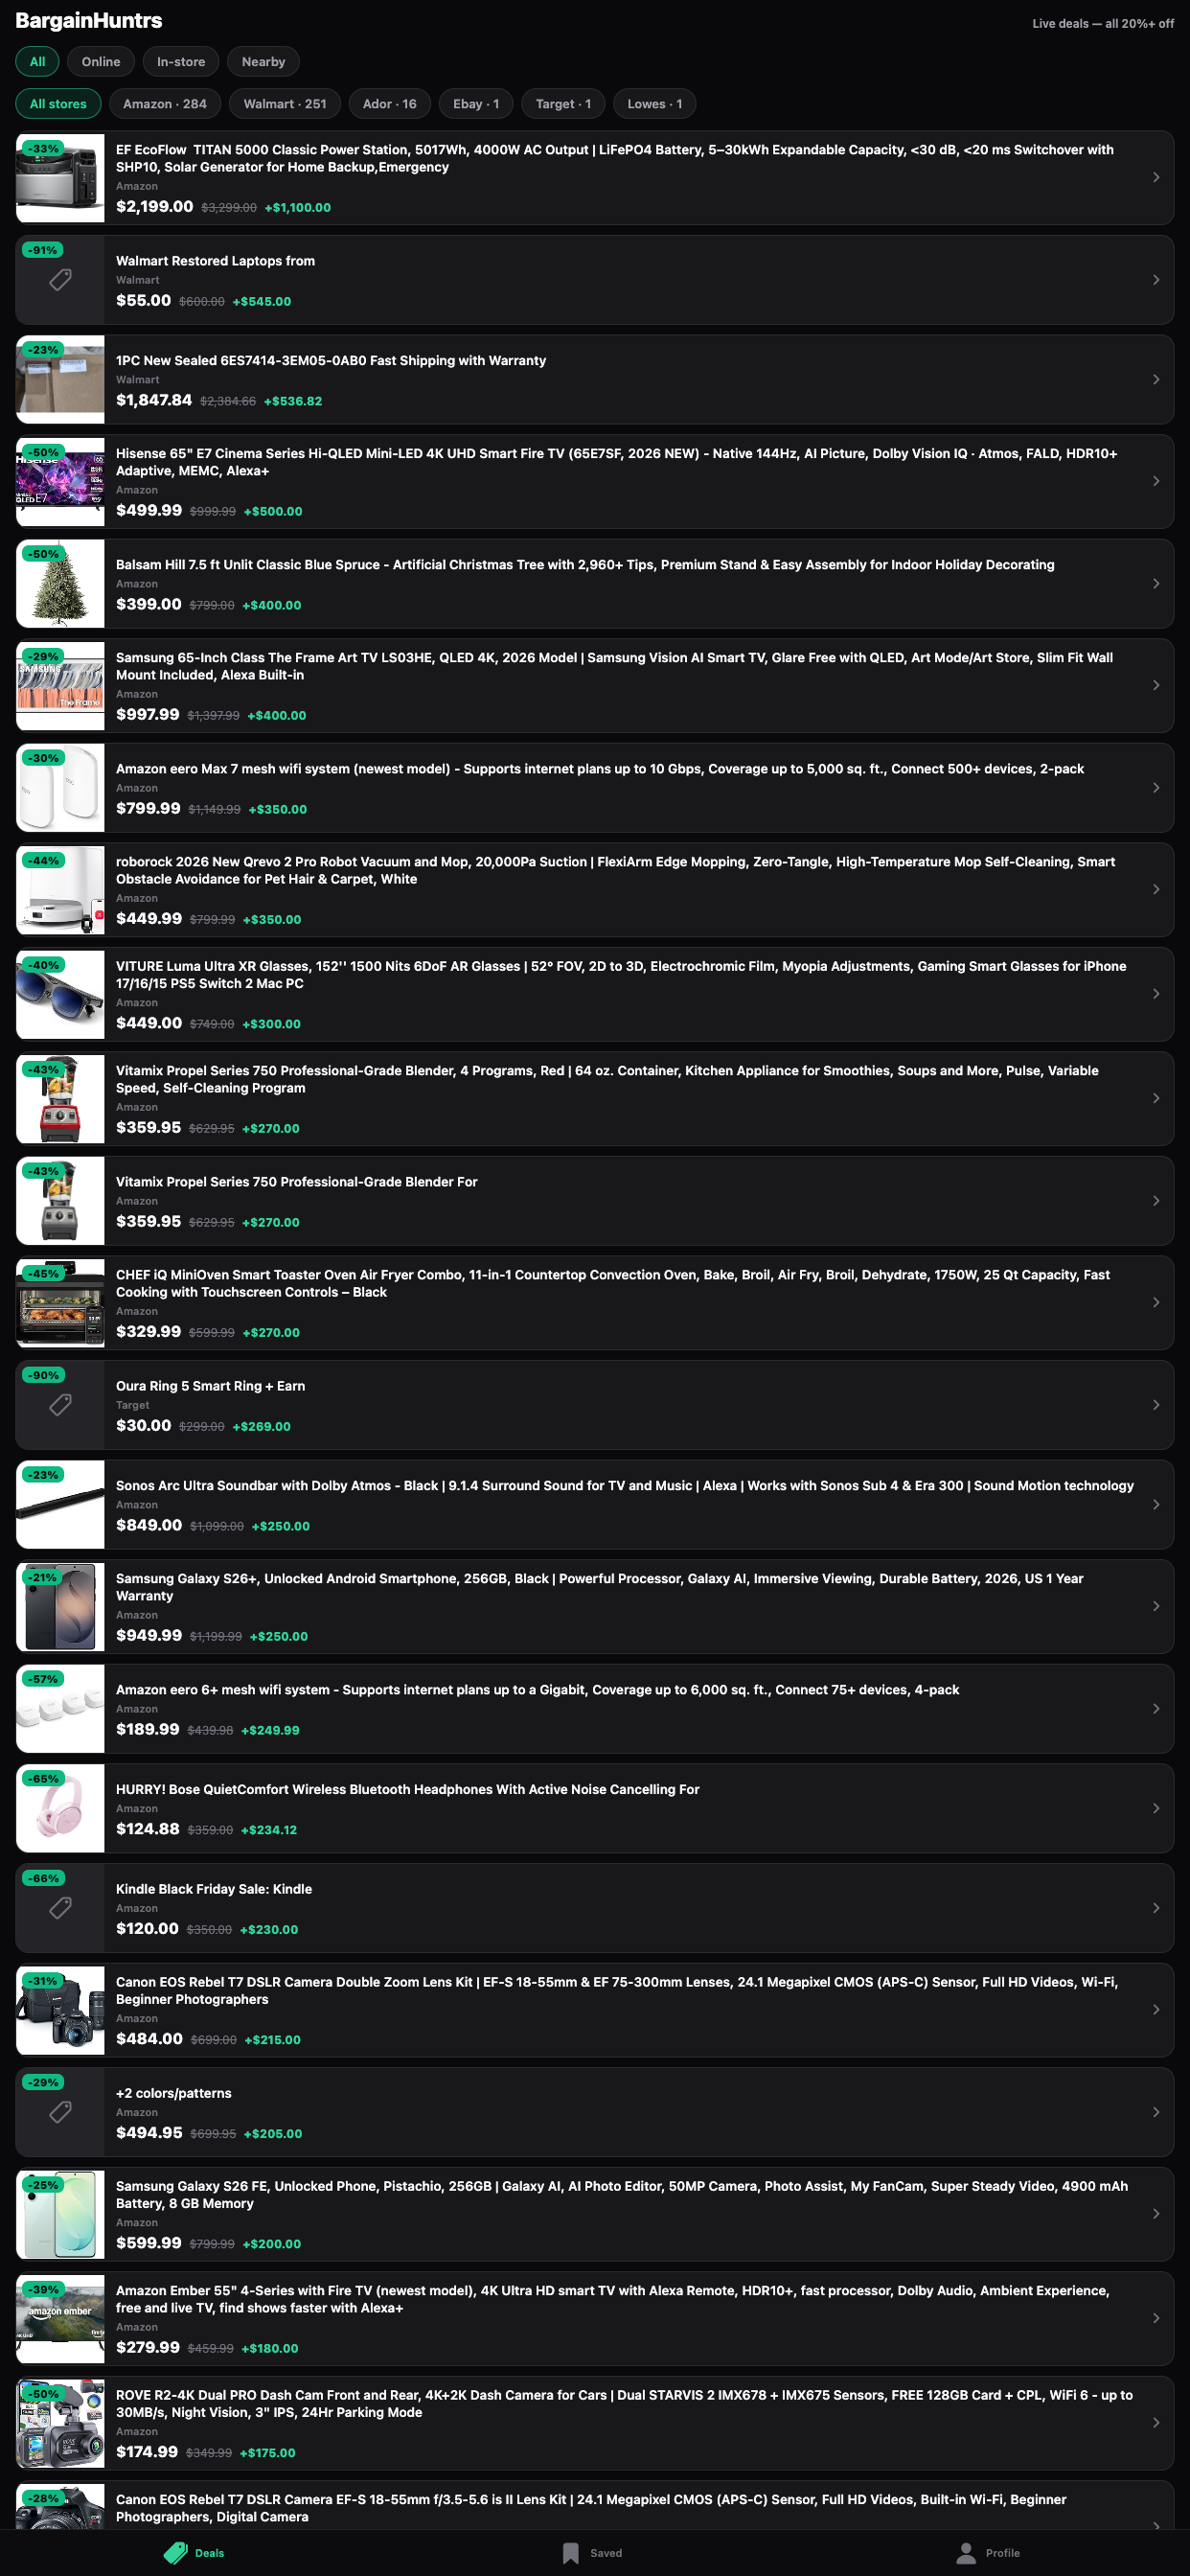 BargainHuntrs
Live deals — all 20%+ off
All
Online
In-store
Nearby
All stores
Amazon · 284
Walmart · 251
Ador · 16
Ebay · 1
Target · 1
Lowes · 1
-33%
EF EcoFlow  TITAN 5000 Classic Power Station, 5017Wh, 4000W AC Output | LiFePO4 Battery, 5–30kWh Expandable Capacity, <30 dB, <20 ms Switchover with
SHP10, Solar Generator for Home Backup,Emergency
Amazon
$2,199.00 $3,299.00 +$1,100.00
-91%
Walmart Restored Laptops from
Walmart
$55.00 $600.00 +$545.00
-23%
1PC New Sealed 6ES7414-3EM05-0AB0 Fast Shipping with Warranty
Walmart
$1,847.84 $2,384.66 +$536.82
-50%
Hisense 65" E7 Cinema Series Hi-QLED Mini-LED 4K UHD Smart Fire TV (65E7SF, 2026 NEW) - Native 144Hz, AI Picture, Dolby Vision IQ · Atmos, FALD, HDR10+
Adaptive, MEMC, Alexa+
Amazon
$499.99 $999.99 +$500.00
-50%
Balsam Hill 7.5 ft Unlit Classic Blue Spruce - Artificial Christmas Tree with 2,960+ Tips, Premium Stand & Easy Assembly for Indoor Holiday Decorating
Amazon
$399.00 $799.00 +$400.00
-29%
SAMSUNG
The Frame
Samsung 65-Inch Class The Frame Art TV LS03HE, QLED 4K, 2026 Model | Samsung Vision AI Smart TV, Glare Free with QLED, Art Mode/Art Store, Slim Fit Wall
Mount Included, Alexa Built-in
Amazon
$997.99 $1,397.99 +$400.00
-30%
Amazon eero Max 7 mesh wifi system (newest model) - Supports internet plans up to 10 Gbps, Coverage up to 5,000 sq. ft., Connect 500+ devices, 2-pack
Amazon
$799.99 $1,149.99 +$350.00
-44%
roborock 2026 New Qrevo 2 Pro Robot Vacuum and Mop, 20,000Pa Suction | FlexiArm Edge Mopping, Zero-Tangle, High-Temperature Mop Self-Cleaning, Smart
Obstacle Avoidance for Pet Hair & Carpet, White
Amazon
$449.99 $799.99 +$350.00
-40%
VITURE Luma Ultra XR Glasses, 152'' 1500 Nits 6DoF AR Glasses | 52° FOV, 2D to 3D, Electrochromic Film, Myopia Adjustments, Gaming Smart Glasses for iPhone
17/16/15 PS5 Switch 2 Mac PC
Amazon
$449.00 $749.00 +$300.00
-43%
Vitamix Propel Series 750 Professional-Grade Blender, 4 Programs, Red | 64 oz. Container, Kitchen Appliance for Smoothies, Soups and More, Pulse, Variable
Speed, Self-Cleaning Program
Amazon
$359.95 $629.95 +$270.00
-43%
Vitamix Propel Series 750 Professional-Grade Blender For
Amazon
$359.95 $629.95 +$270.00
-45%
CHEF iQ MiniOven Smart Toaster Oven Air Fryer Combo, 11-in-1 Countertop Convection Oven, Bake, Broil, Air Fry, Broil, Dehydrate, 1750W, 25 Qt Capacity, Fast
Cooking with Touchscreen Controls – Black
Amazon
$329.99 $599.99 +$270.00
-90%
Oura Ring 5 Smart Ring + Earn
Target
$30.00 $299.00 +$269.00
-23%
Sonos Arc Ultra Soundbar with Dolby Atmos - Black | 9.1.4 Surround Sound for TV and Music | Alexa | Works with Sonos Sub 4 & Era 300 | Sound Motion technology
Amazon
$849.00 $1,099.00 +$250.00
-21%
Samsung Galaxy S26+, Unlocked Android Smartphone, 256GB, Black | Powerful Processor, Galaxy AI, Immersive Viewing, Durable Battery, 2026, US 1 Year
Warranty
Amazon
$949.99 $1,199.99 +$250.00
-57%
Amazon eero 6+ mesh wifi system - Supports internet plans up to a Gigabit, Coverage up to 6,000 sq. ft., Connect 75+ devices, 4-pack
Amazon
$189.99 $439.98 +$249.99
-65%
HURRY! Bose QuietComfort Wireless Bluetooth Headphones With Active Noise Cancelling For
Amazon
$124.88 $359.00 +$234.12
-66%
Kindle Black Friday Sale: Kindle
Amazon
$120.00 $350.00 +$230.00
-31%
Canon EOS Rebel T7 DSLR Camera Double Zoom Lens Kit | EF-S 18-55mm & EF 75-300mm Lenses, 24.1 Megapixel CMOS (APS-C) Sensor, Full HD Videos, Wi-Fi,
Beginner Photographers
Amazon
$484.00 $699.00 +$215.00
-29%
+2 colors/patterns
Amazon
$494.95 $699.95 +$205.00
-25%
Samsung Galaxy S26 FE, Unlocked Phone, Pistachio, 256GB | Galaxy AI, AI Photo Editor, 50MP Camera, Photo Assist, My FanCam, Super Steady Video, 4900 mAh
Battery, 8 GB Memory
Amazon
$599.99 $799.99 +$200.00
-39%
amazon ember
Amazon Ember 55" 4-Series with Fire TV (newest model), 4K Ultra HD smart TV with Alexa Remote, HDR10+, fast processor, Dolby Audio, Ambient Experience,
free and live TV, find shows faster with Alexa+
Amazon
$279.99 $459.99 +$180.00
-50%
ROVE R2-4K Dual PRO Dash Cam Front and Rear, 4K+2K Dash Camera for Cars | Dual STARVIS 2 IMX678 + IMX675 Sensors, FREE 128GB Card + CPL, WiFi 6 - up to
30MB/s, Night Vision, 3" IPS, 24Hr Parking Mode
Amazon
$174.99 $349.99 +$175.00
-28%
Canon EOS Rebel T7 DSLR Camera EF-S 18-55mm f/3.5-5.6 is II Lens Kit | 24.1 Megapixel CMOS (APS-C) Sensor, Full HD Videos, Built-in Wi-Fi, Beginner
Photographers, Digital Camera
Deals
Saved
Profile